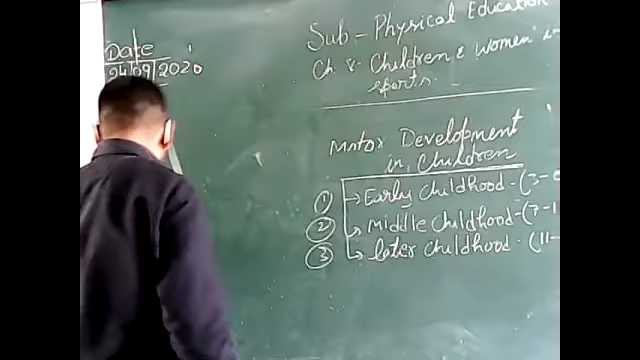 Date
04/09/2020
Sub - Physical Education
Ch 8. Children & women in
sports.
Motor Development
in Children
① → Early childhood - (3-
② → Middle childhood - (7-1
③ → later childhood - (11-